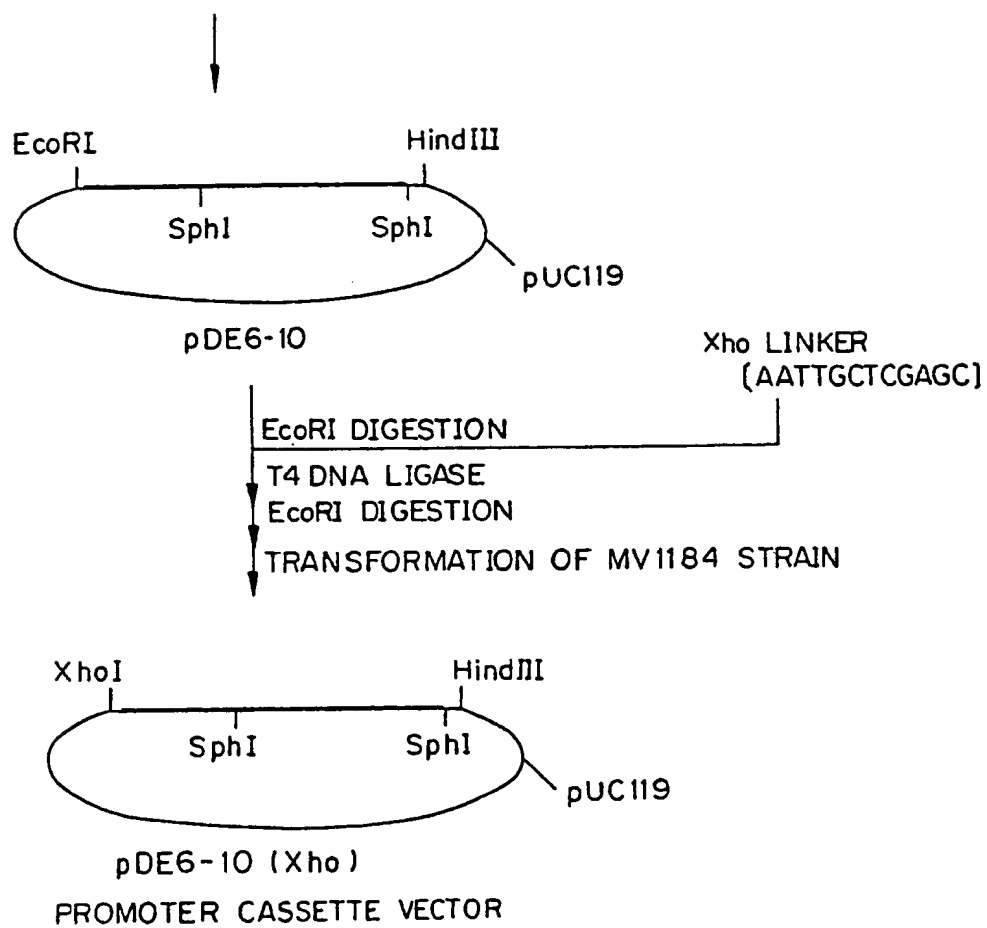 EcoRI HindIII
SphI SphI
pUC119
pDE6-10
Xho LINKER
[AATTGCTCGAGC]
EcoRI DIGESTION
T4 DNA LIGASE
EcoRI DIGESTION
TRANSFORMATION OF MV1184 STRAIN
XhoI HindIII
SphI SphI
pUC119
pDE6-10 (Xho)
PROMOTER CASSETTE VECTOR